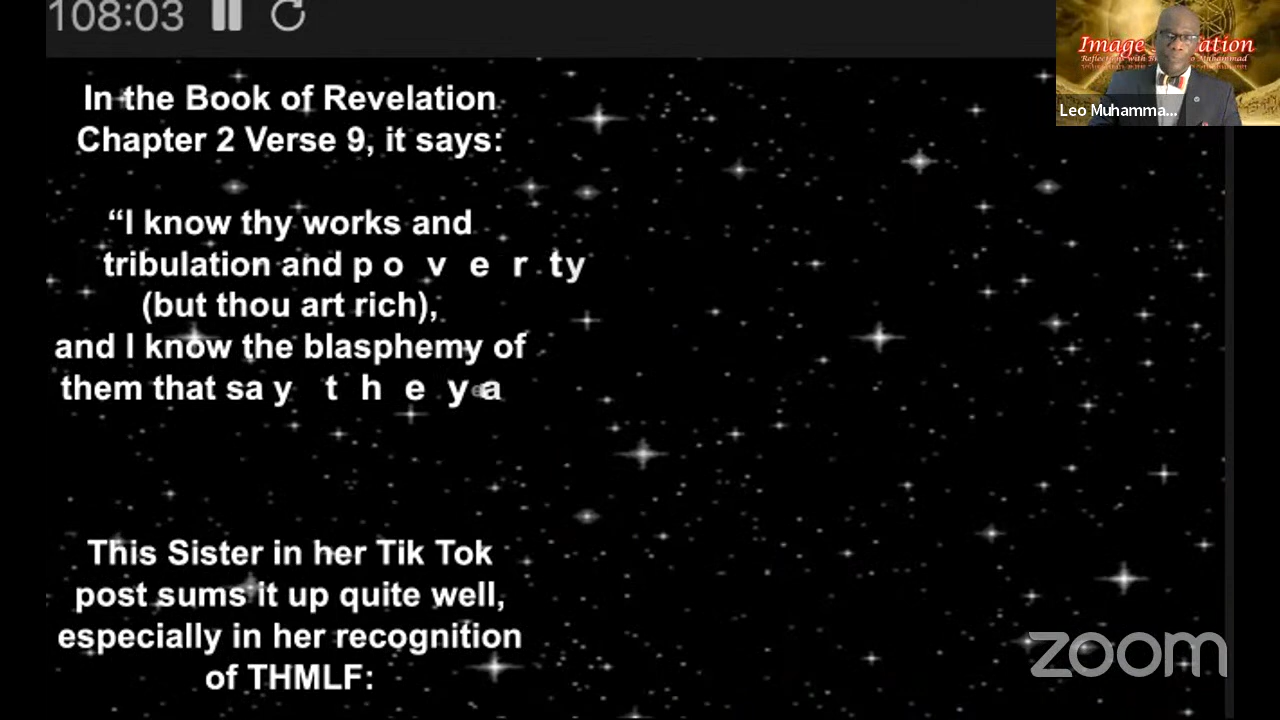 108:03
Leo Muhamma...
In the Book of Revelation
Chapter 2 Verse 9, it says:
“I know thy works and
tribulation and p o v e r ty
(but thou art rich),
and I know the blasphemy of
them that sa y t h e y a
This Sister in her Tik Tok
post sums it up quite well,
especially in her recognition
of THMLF:
zoom